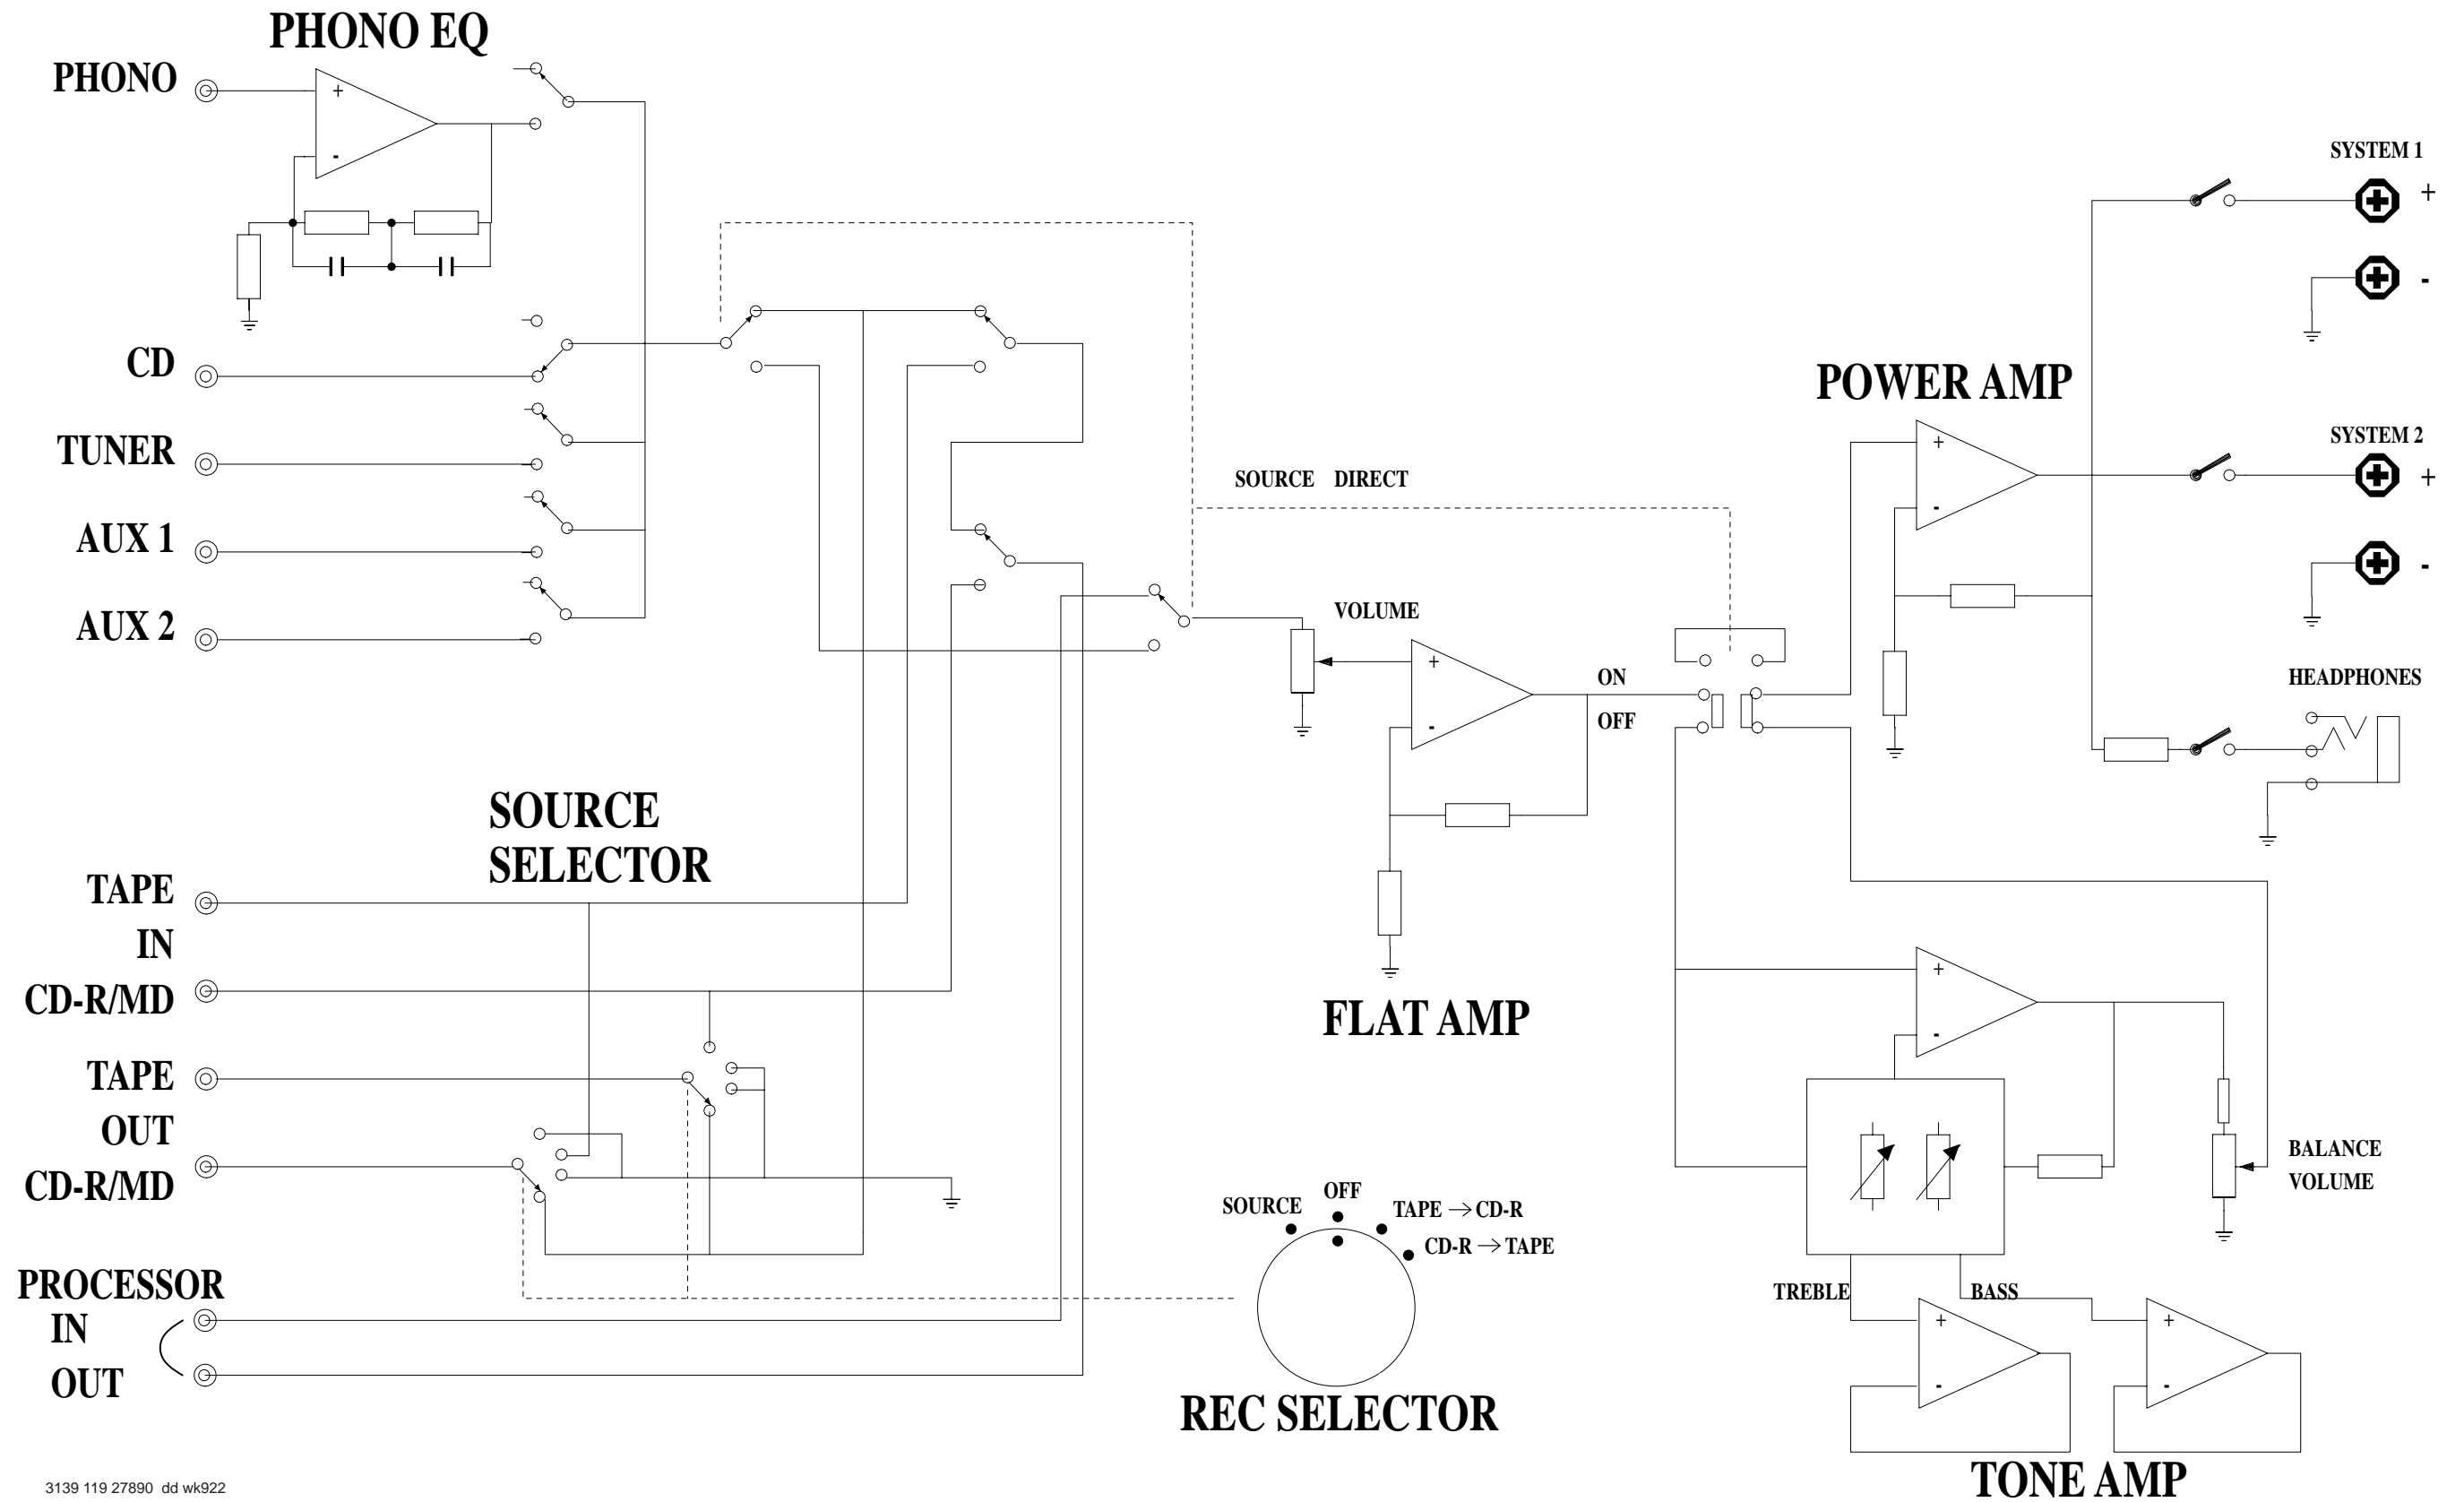 PHONO EQ
PHONO
+
-
CD
TUNER
AUX 1
AUX 2
SOURCE
SELECTOR
TAPE
IN
CD-R/MD
TAPE
OUT
CD-R/MD
PROCESSOR
IN
OUT
SOURCE DIRECT
VOLUME
+
-
ON
OFF
FLAT AMP
POWER AMP
+
-
SYSTEM 1
+
-
SYSTEM 2
+
-
HEADPHONES
+
-
BALANCE
VOLUME
TREBLE
BASS
+
-
+
-
TONE AMP
SOURCE
OFF
TAPE → CD-R
CD-R → TAPE
REC SELECTOR
3139 119 27890 dd wk922